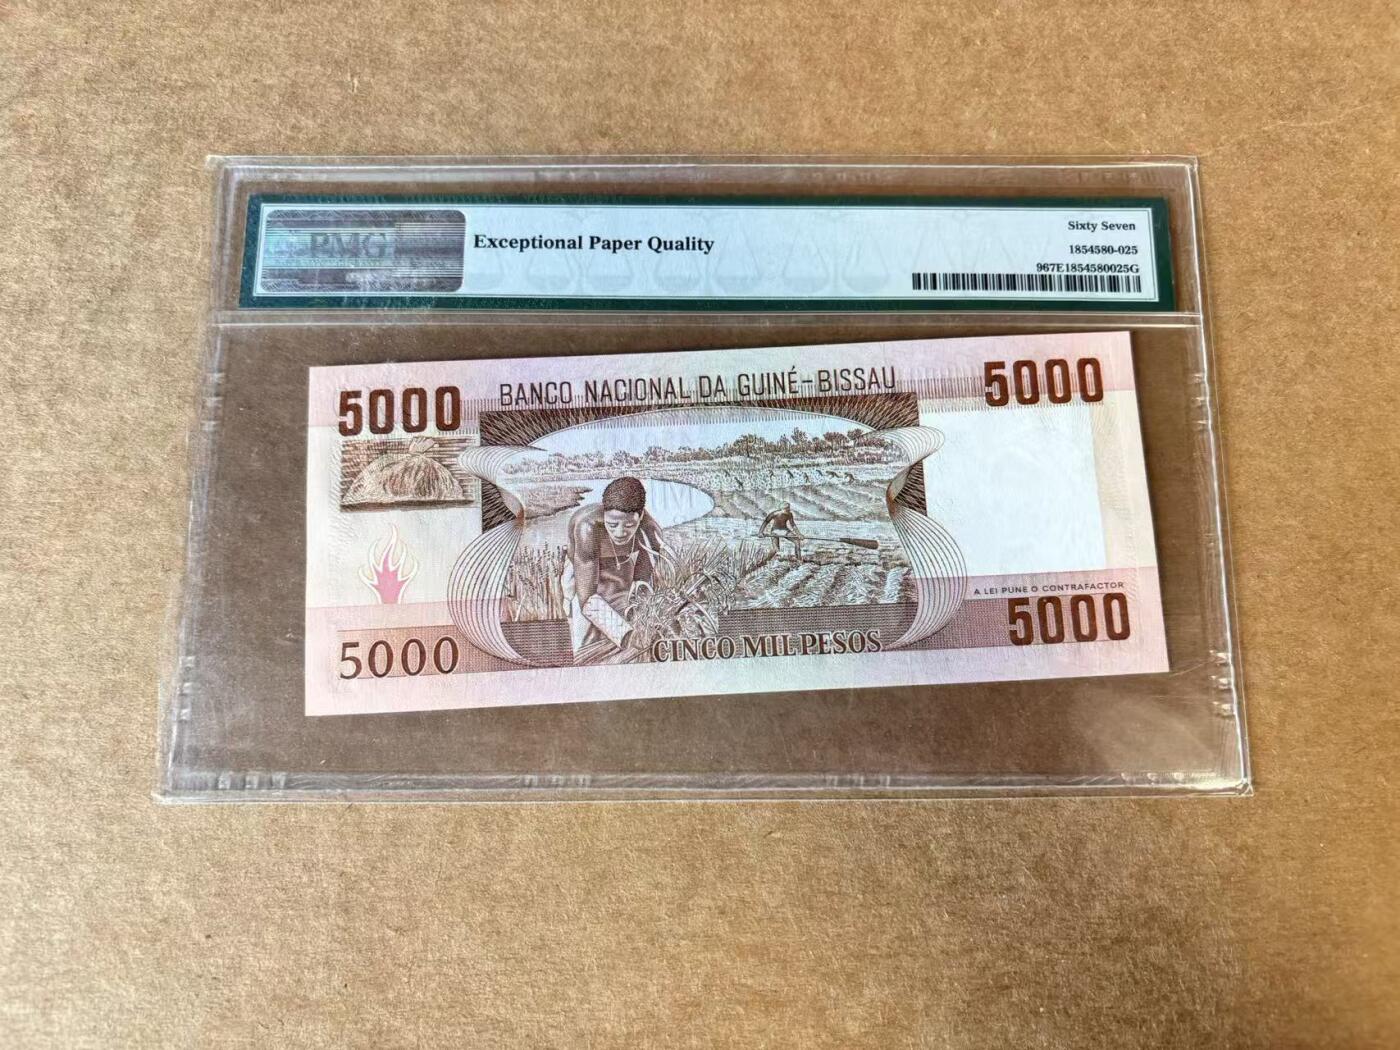 PMG
Exceptional Paper Quality
Sixty Seven
1854580-025
967E1854580025G
5000
BANCO NACIONAL DA GUINÉ-BISSAU
5000
A LEI PUNE O CONTRAFACTOR
5000
CINCO MIL PESOS
5000